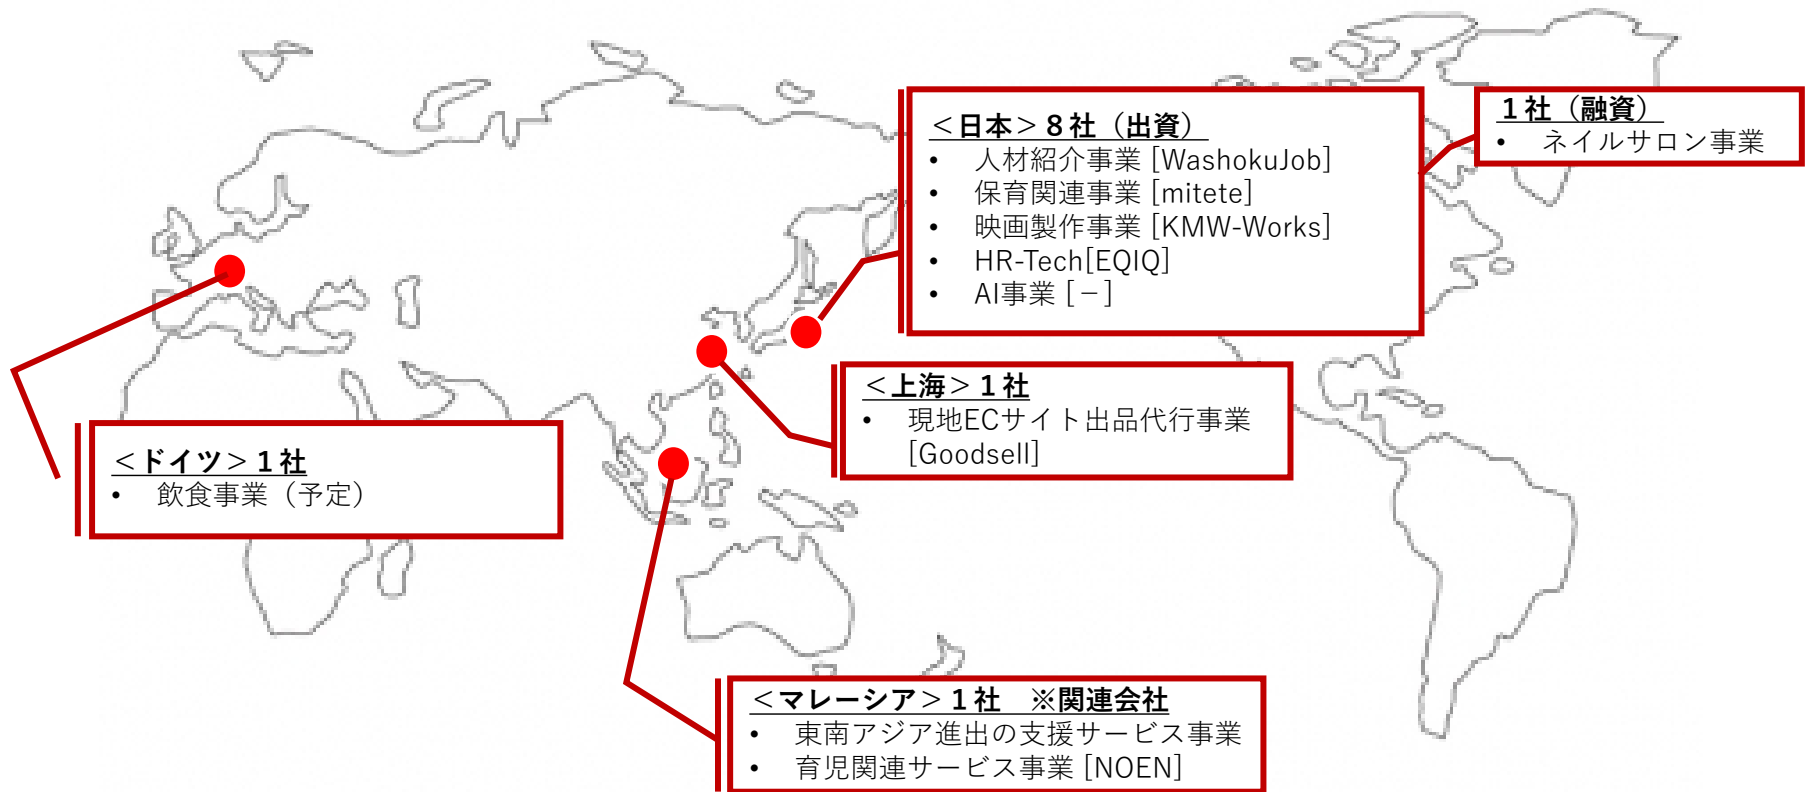 ＜日本＞８社（出資）
• 人材紹介事業 [WashokuJob]
• 保育関連事業 [mitete]
• 映画製作事業 [KMW-Works]
• HR-Tech[EQIQ]
• AI事業 [－]
１社（融資）
• ネイルサロン事業
＜上海＞１社
• 現地ECサイト出品代行事業
[Goodsell]
＜ドイツ＞１社
• 飲食事業（予定）
＜マレーシア＞１社　※関連会社
• 東南アジア進出の支援サービス事業
• 育児関連サービス事業 [NOEN]